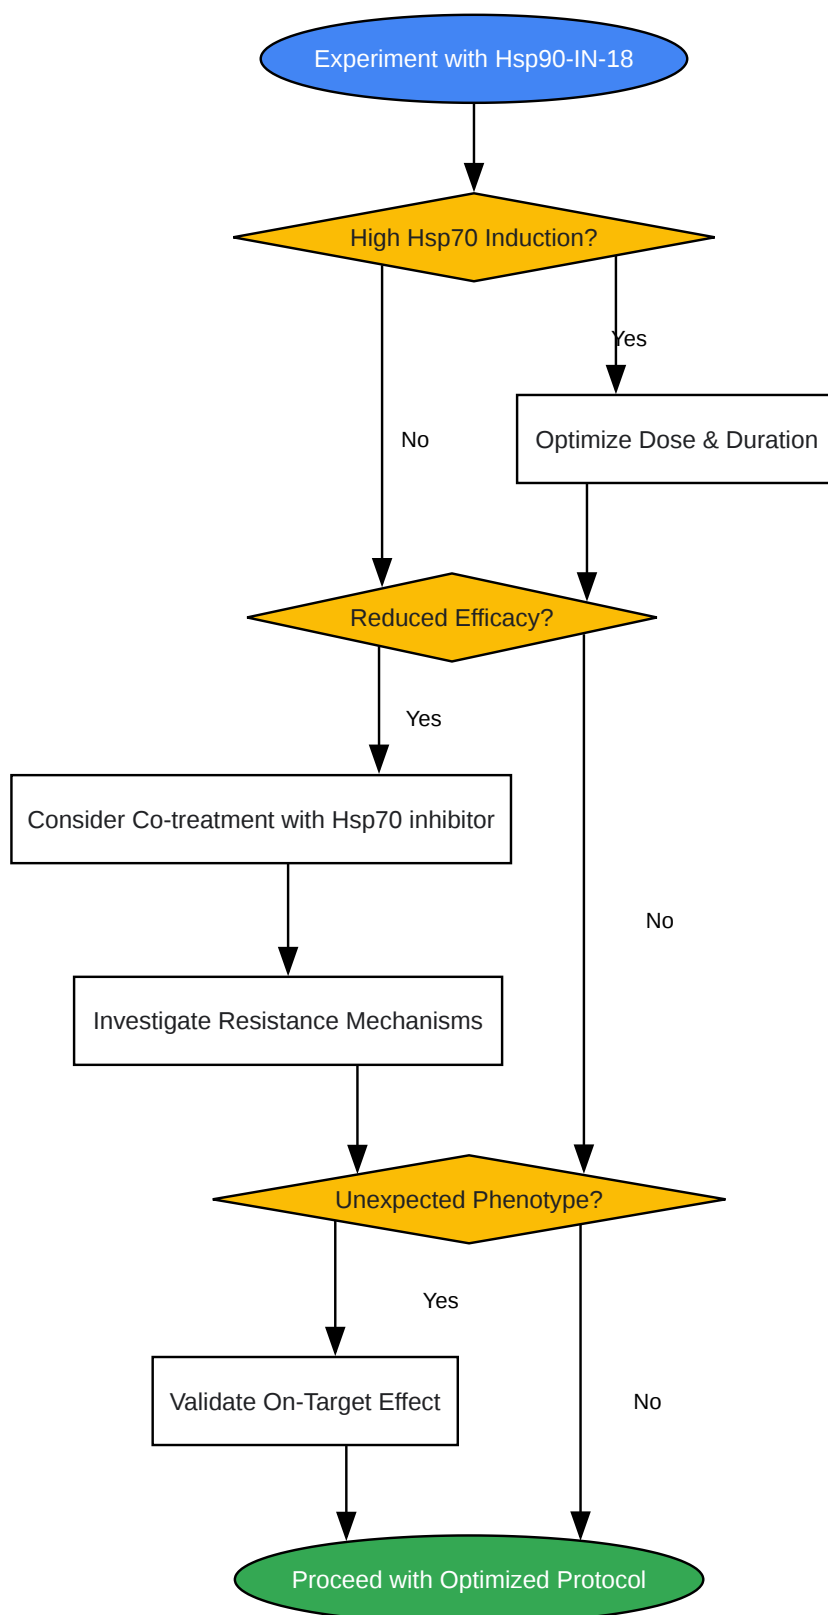 Experiment with Hsp90-IN-18
High Hsp70 Induction?
Yes
No
Optimize Dose & Duration
Reduced Efficacy?
Yes
Consider Co-treatment with Hsp70 inhibitor
No
Investigate Resistance Mechanisms
Unexpected Phenotype?
Yes
Validate On-Target Effect
No
Proceed with Optimized Protocol